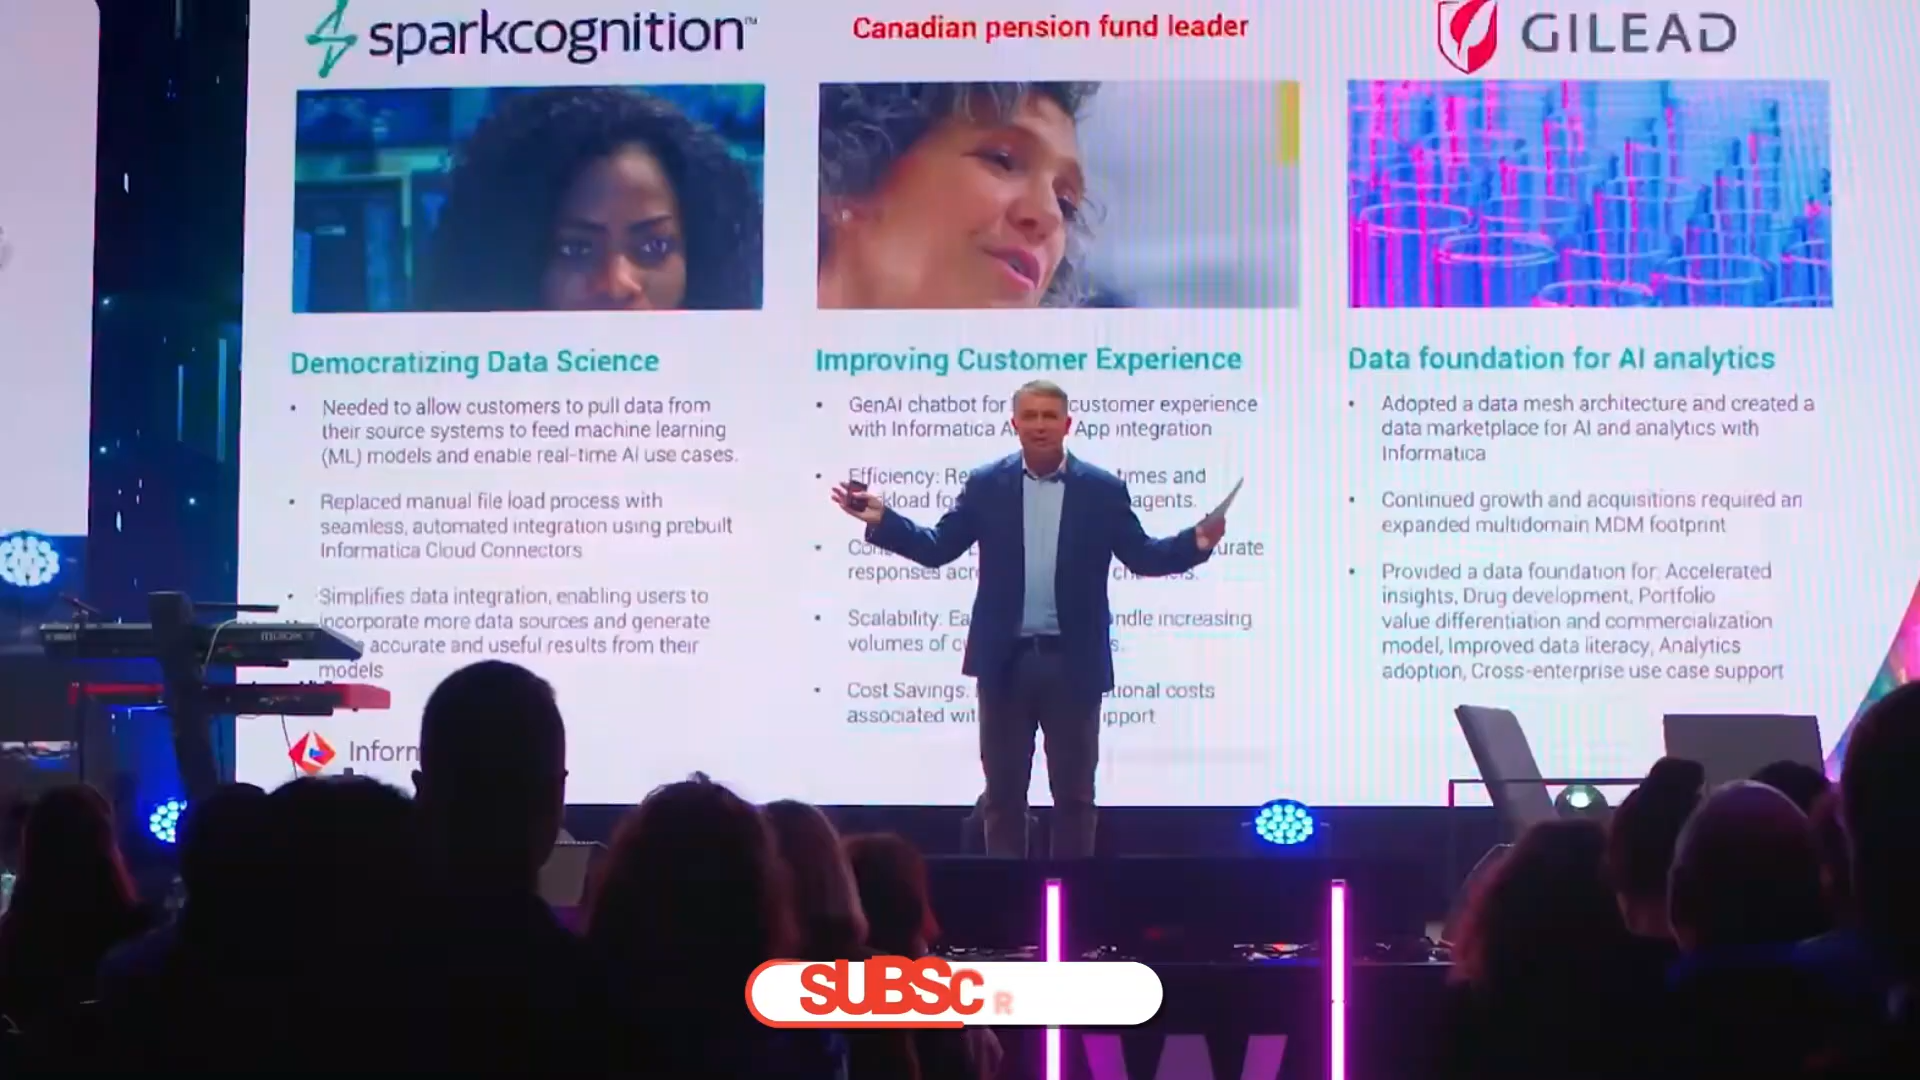 sparkcognition™
Democratizing Data Science
• Needed to allow customers to pull data from
their source systems to feed machine learning
(ML) models and enable real-time AI use cases.
• Replaced manual file load process with
seamless, automated integration using prebuilt
Informatica Cloud Connectors
• Simplifies data integration, enabling users to
incorporate more data sources and generate
accurate and useful results from their
models
Inform
Canadian pension fund leader
Improving Customer Experience
• GenAI chatbot for customer experience
with Informatica App integration
• Efficiency: times and
for agents.
•
responses
• Scalability: increasing
volumes of
• Cost Savings: costs
associated
GILEAD
Data foundation for AI analytics
• Adopted a data mesh architecture and created a
data marketplace for AI and analytics with
Informatica
• Continued growth and acquisitions required an
expanded multidomain MDM footprint
• Provided a data foundation for: Accelerated
insights, Drug development, Portfolio
value differentiation and commercialization
model, Improved data literacy, Analytics
adoption, Cross-enterprise use case support
SUBSCR
W